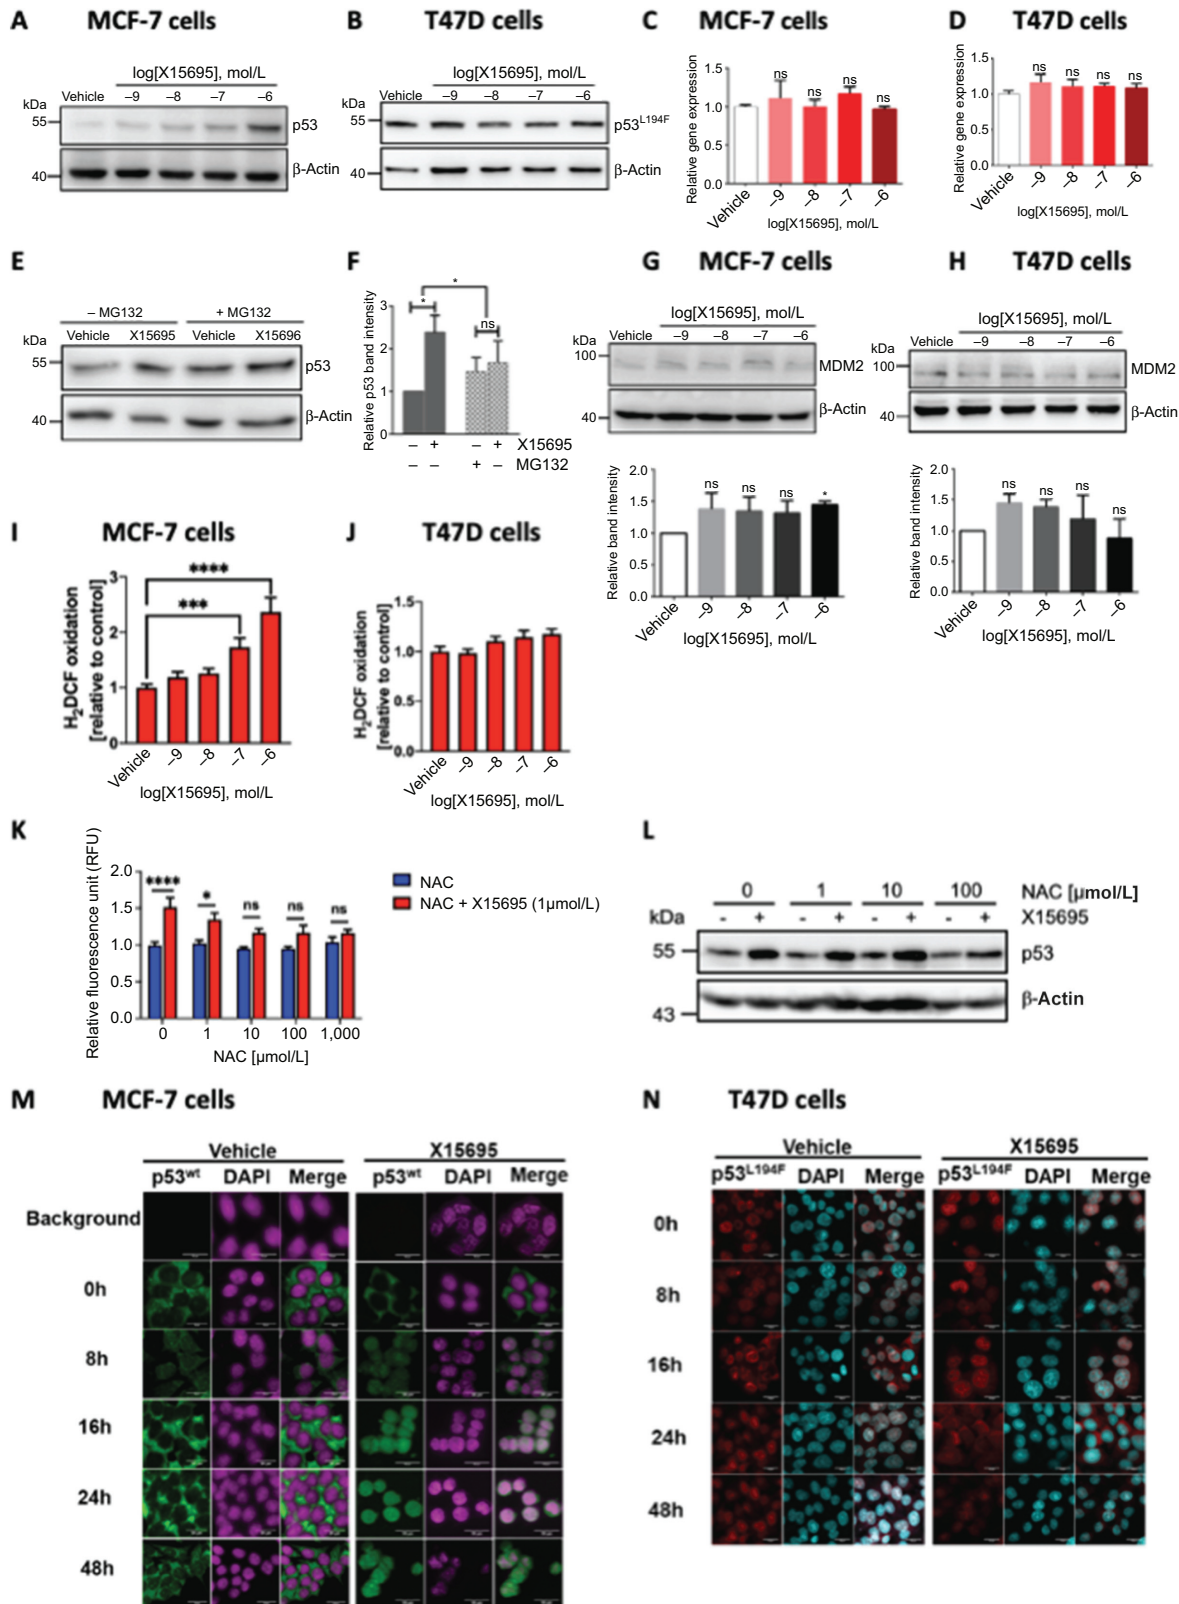 A MCF-7 cells
log[X15695], mol/L
Vehicle –9 –8 –7 –6
kDa
55 p53
β-Actin
40
B T47D cells
log[X15695], mol/L
Vehicle –9 –8 –7 –6
kDa
55 p53L194F
β-Actin
40
C MCF-7 cells
Relative gene expression
1.5
1.0
0.5
0.0
ns ns ns ns
Vehicle –9 –8 –7 –6
log[X15695], mol/L
D T47D cells
Relative gene expression
1.5
1.0
0.5
0.0
ns ns ns ns
Vehicle –9 –8 –7 –6
log[X15695], mol/L
E
– MG132 + MG132
Vehicle X15695 Vehicle X15696
kDa
55 p53
β-Actin
40
F
Relative p53 band intensity
3
2
1
0
* * ns
– + – + X15695
– – + – MG132
G MCF-7 cells
log[X15695], mol/L
Vehicle –9 –8 –7 –6
kDa
100 MDM2
β-Actin
40
Relative band intensity
2.0
1.5
1.0
0.5
0.0
ns ns ns *
Vehicle –9 –8 –7 –6
log[X15695], mol/L
H T47D cells
log[X15695], mol/L
Vehicle –9 –8 –7 –6
kDa
100 MDM2
β-Actin
40
Relative band intensity
2.0
1.5
1.0
0.5
0.0
ns ns ns ns
Vehicle –9 –8 –7 –6
log[X15695], mol/L
I MCF-7 cells
H2DCF oxidation
[relative to control]
3
2
1
0
****
***
Vehicle –9 –8 –7 –6
log[X15695], mol/L
J T47D cells
H2DCF oxidation
[relative to control]
1.5
1.0
0.5
0.0
Vehicle –9 –8 –7 –6
log[X15695], mol/L
K
Relative fluorescence unit (RFU)
2.0
1.5
1.0
0.5
0.0
**** * ns ns ns
0 1 10 100 1,000
NAC [µmol/L]
NAC
NAC + X15695 (1µmol/L)
L
0 1 10 100 NAC [µmol/L]
kDa - + - + - + - + X15695
55 p53
β-Actin
43
M MCF-7 cells
Vehicle X15695
p53wt DAPI Merge p53wt DAPI Merge
Background
0h
8h
16h
24h
48h
N T47D cells
Vehicle X15695
p53L194F DAPI Merge p53L194F DAPI Merge
0h
8h
16h
24h
48h